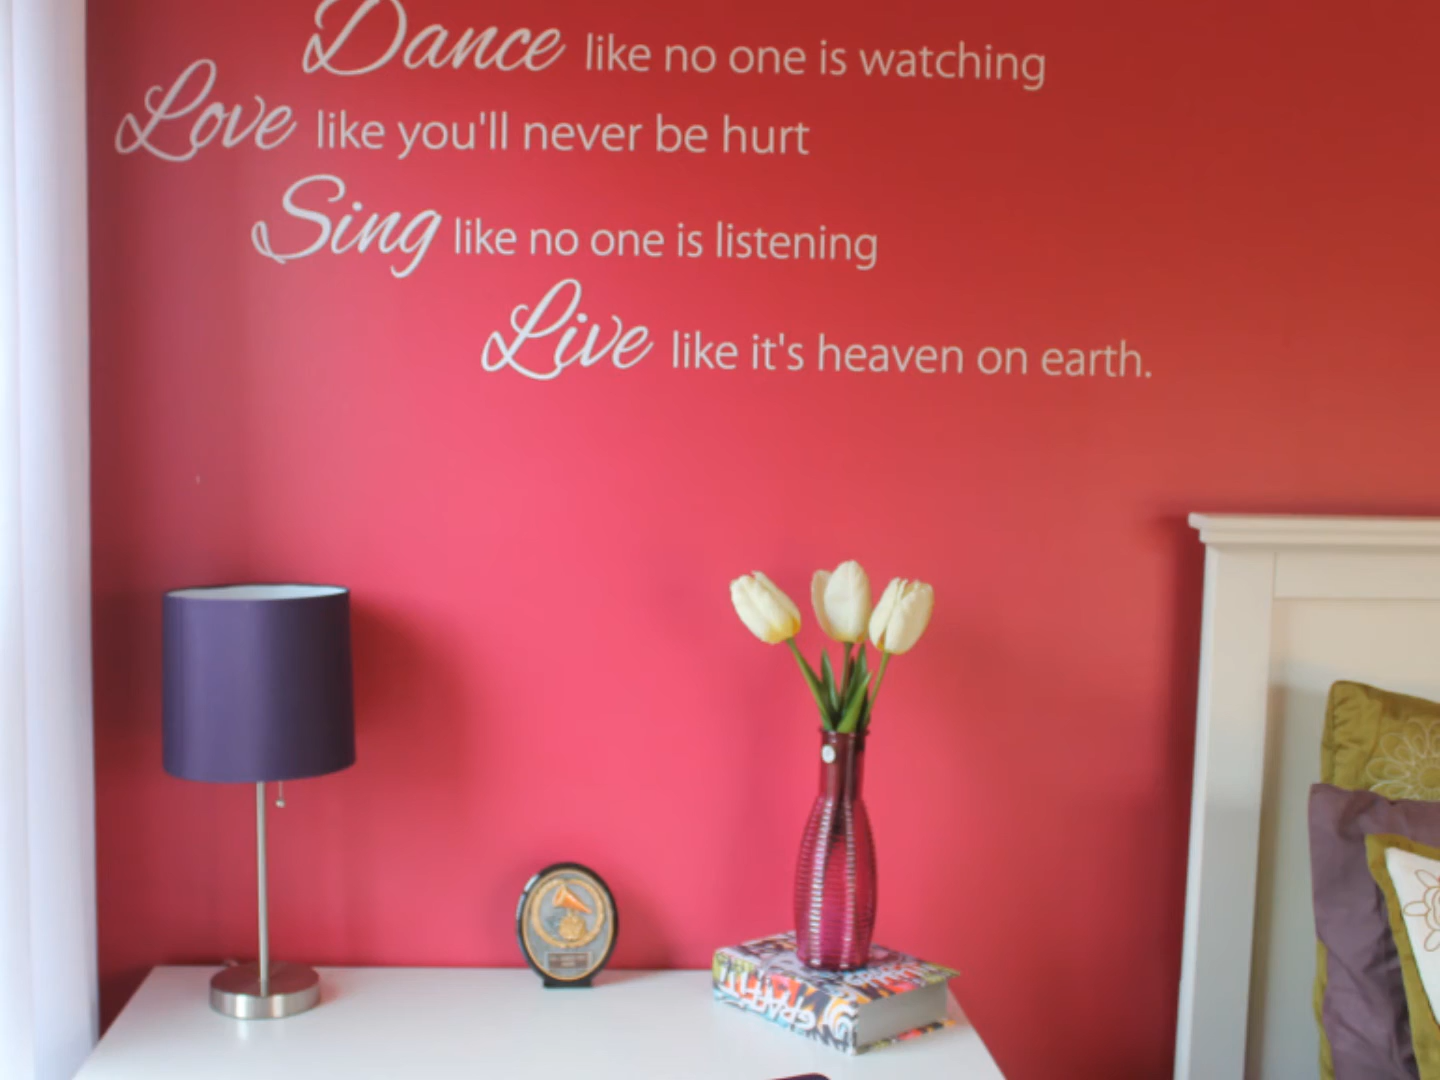 Dance like no one is watching
Love like you'll never be hurt
Sing like no one is listening
Live like it's heaven on earth.
GRAFFITI